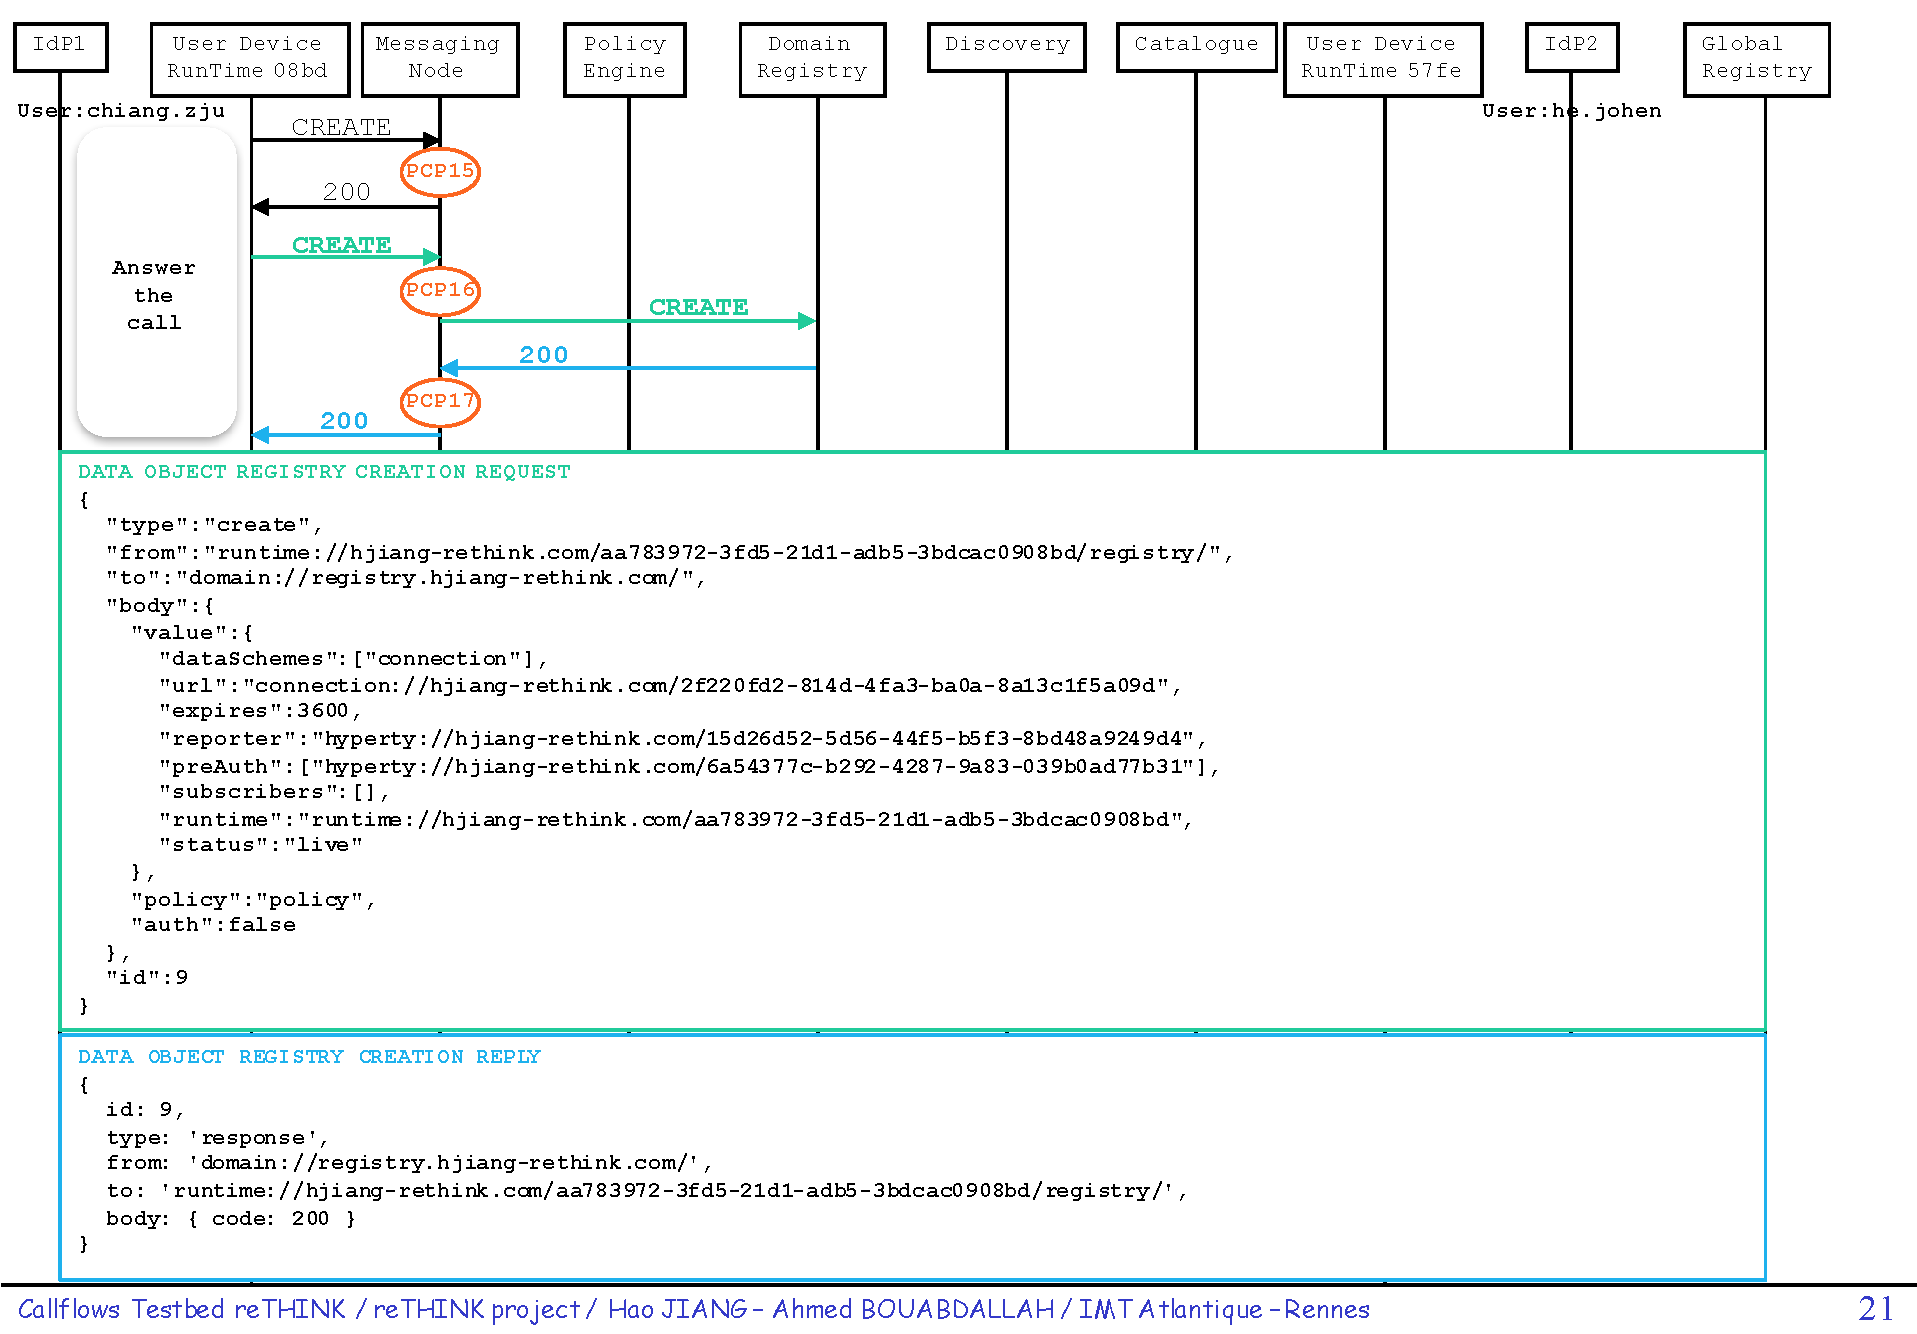 IdP1
User Device
RunTime 08bd
Messaging
Node
Policy
Engine
Domain
Registry
Discovery
Catalogue
User Device
RunTime 57fe
IdP2
Global
Registry
User:chiang.zju
User:he.johen
CREATE
PCP15
200
CREATE
Answer
the
call
PCP16
CREATE
200
PCP17
200
DATA OBJECT REGISTRY CREATION REQUEST
{
"type":"create",
"from":"runtime://hjiang-rethink.com/aa783972-3fd5-21d1-adb5-3bdcac0908bd/registry/",
"to":"domain://registry.hjiang-rethink.com/",
"body":{
"value":{
"dataSchemes":["connection"],
"url":"connection://hjiang-rethink.com/2f220fd2-814d-4fa3-ba0a-8a13c1f5a09d",
"expires":3600,
"reporter":"hyperty://hjiang-rethink.com/15d26d52-5d56-44f5-b5f3-8bd48a9249d4",
"preAuth":["hyperty://hjiang-rethink.com/6a54377c-b292-4287-9a83-039b0ad77b31"],
"subscribers":[],
"runtime":"runtime://hjiang-rethink.com/aa783972-3fd5-21d1-adb5-3bdcac0908bd",
"status":"live"
},
"policy":"policy",
"auth":false
},
"id":9
}
DATA OBJECT REGISTRY CREATION REPLY
{
id: 9,
type: 'response',
from: 'domain://registry.hjiang-rethink.com/',
to: 'runtime://hjiang-rethink.com/aa783972-3fd5-21d1-adb5-3bdcac0908bd/registry/',
body: { code: 200 }
}
Callflows Testbed reTHINK / reTHINK project / Hao JIANG – Ahmed BOUABDALLAH / IMT Atlantique – Rennes
21